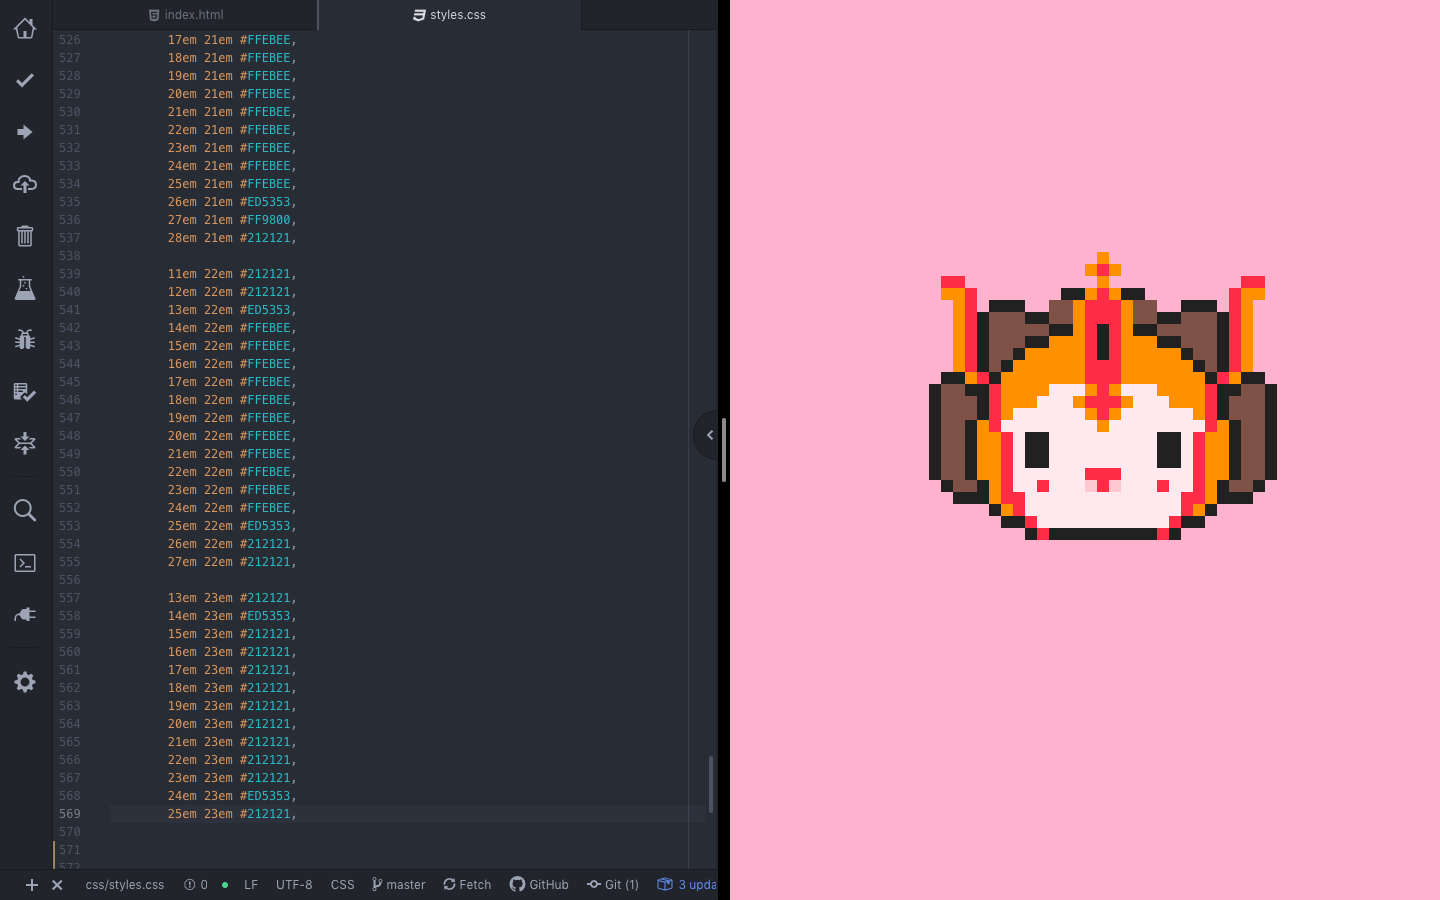 index.html
styles.css
526 17em 21em #FFEBEE,
527 18em 21em #FFEBEE,
528 19em 21em #FFEBEE,
529 20em 21em #FFEBEE,
530 21em 21em #FFEBEE,
531 22em 21em #FFEBEE,
532 23em 21em #FFEBEE,
533 24em 21em #FFEBEE,
534 25em 21em #FFEBEE,
535 26em 21em #ED5353,
536 27em 21em #FF9800,
537 28em 21em #212121,
538
539 11em 22em #212121,
540 12em 22em #212121,
541 13em 22em #ED5353,
542 14em 22em #FFEBEE,
543 15em 22em #FFEBEE,
544 16em 22em #FFEBEE,
545 17em 22em #FFEBEE,
546 18em 22em #FFEBEE,
547 19em 22em #FFEBEE,
548 20em 22em #FFEBEE,
549 21em 22em #FFEBEE,
550 22em 22em #FFEBEE,
551 23em 22em #FFEBEE,
552 24em 22em #FFEBEE,
553 25em 22em #ED5353,
554 26em 22em #212121,
555 27em 22em #212121,
556
557 13em 23em #212121,
558 14em 23em #ED5353,
559 15em 23em #212121,
560 16em 23em #212121,
561 17em 23em #212121,
562 18em 23em #212121,
563 19em 23em #212121,
564 20em 23em #212121,
565 21em 23em #212121,
566 22em 23em #212121,
567 23em 23em #212121,
568 24em 23em #ED5353,
569 25em 23em #212121,
570
571
572
css/styles.css 0 LF UTF-8 CSS master Fetch GitHub Git (1) 3 upda